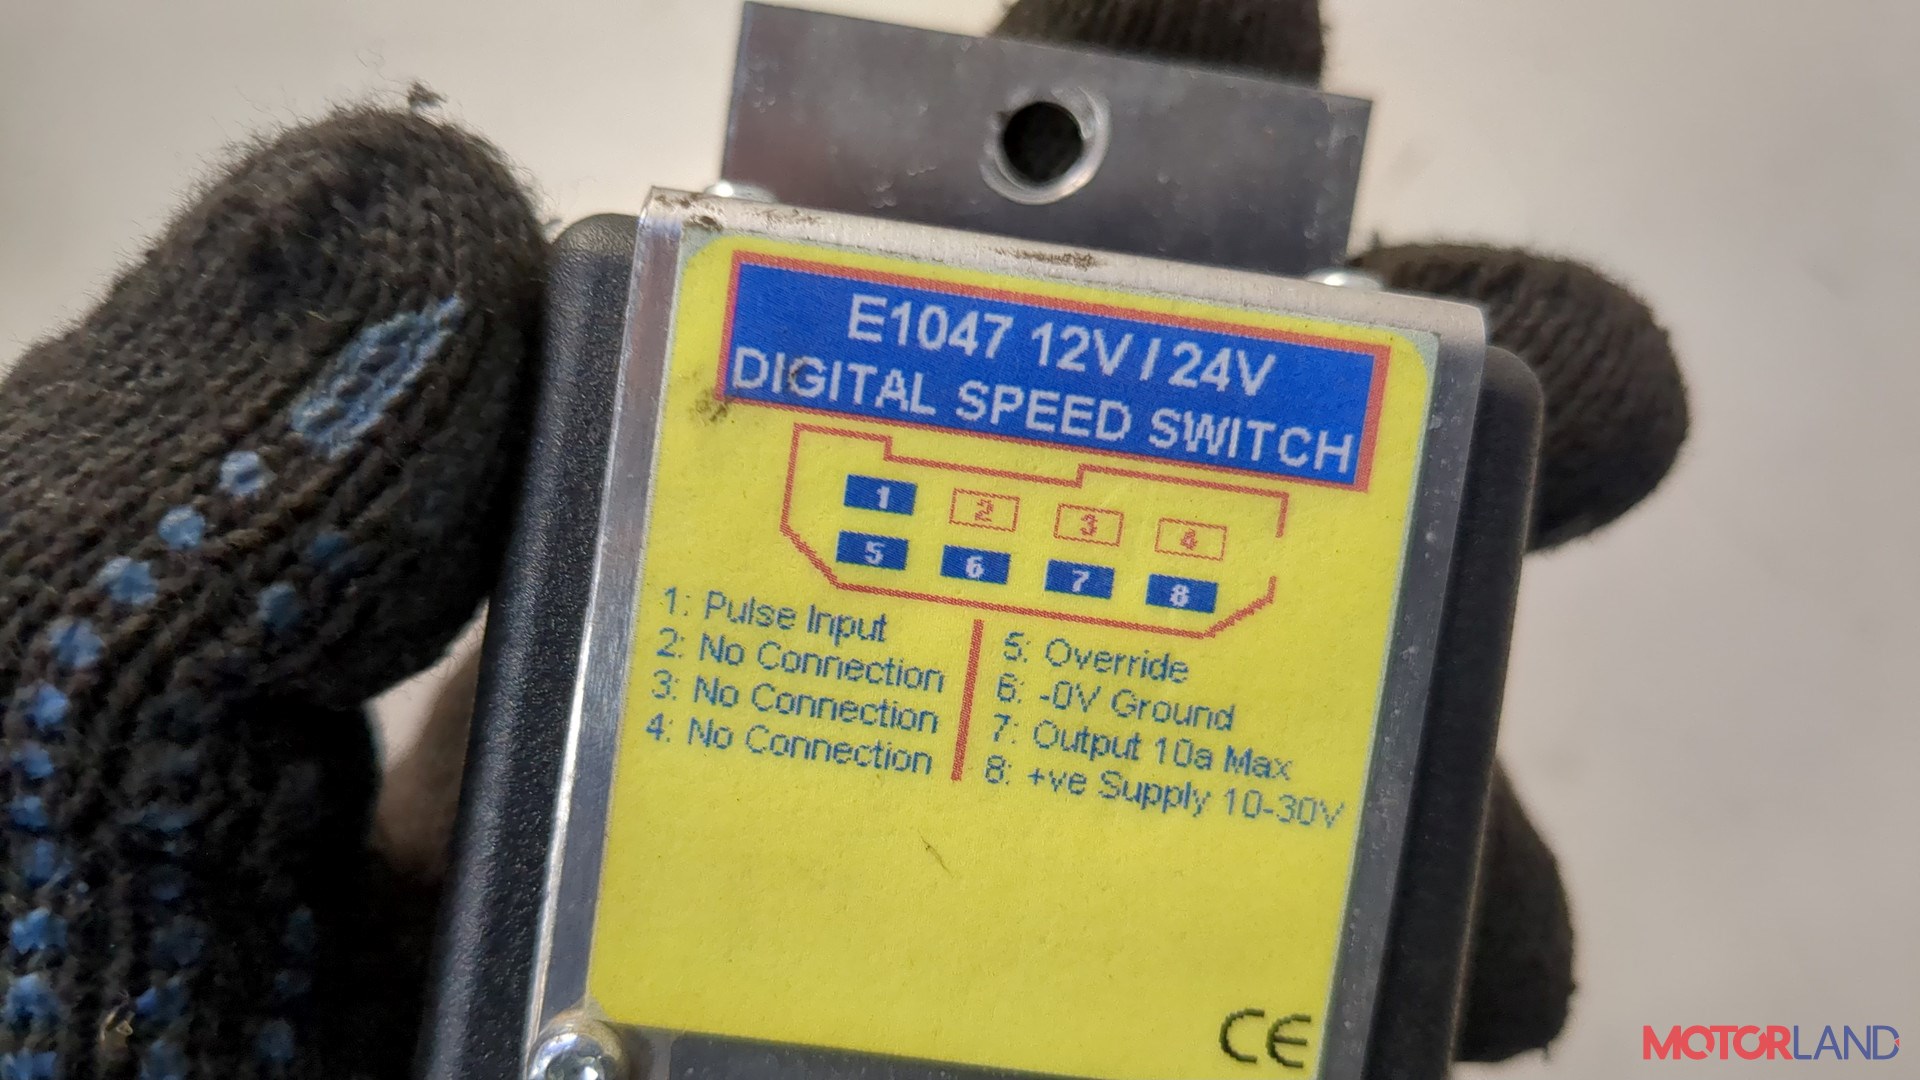 E1047 12V / 24V
DIGITAL SPEED SWITCH
1 2 3 4
5 6 7 8
1: Pulse Input
2: No Connection
3: No Connection
4: No Connection
5: Override
6: -0V Ground
7: Output 10a Max
8: +ve Supply 10-30V
CE
MOTORLAND